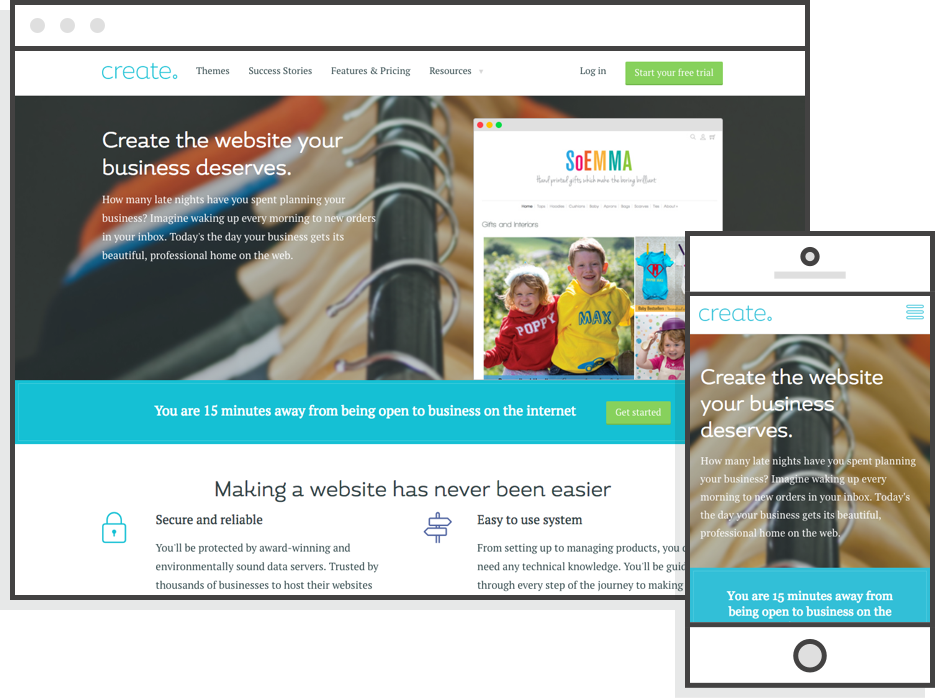 create.
Themes Success Stories Features & Pricing Resources
Log in Start your free trial
Create the website your
business deserves.
How many late nights have you spent planning your
business? Imagine waking up every morning to new orders
in your inbox. Today's the day your business gets its
beautiful, professional home on the web.
SoEMMA
Hand printed gifts which make the boring brilliant
Home Tops Hoodies Cushions Baby Aprons Bags
Gifts and Interiors
POPPY
MAX
You are 15 minutes away from being open to business on the internet
Get started
Making a website has never been easier
Secure and reliable
You'll be protected by award-winning and
environmentally sound data servers. Trusted by
thousands of businesses to host their websites
Easy to use system
From setting up to managing products, you
need any technical knowledge. You'll be
through every step of the journey to making
create.
Create the website
your business
deserves.
How many late nights have you spent planning
your business? Imagine waking up every
morning to new orders in your inbox. Today's
the day your business gets its beautiful,
professional home on the web.
You are 15 minutes away from
being open to business on the